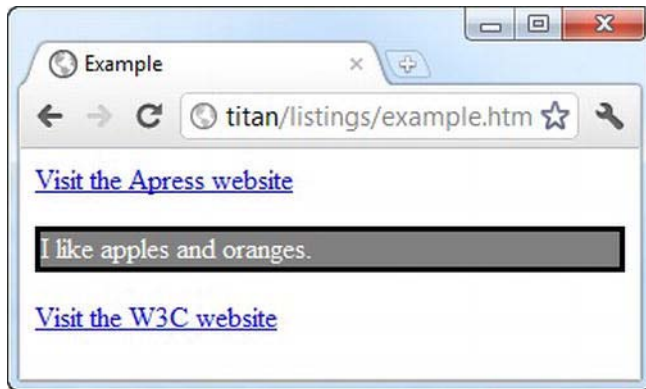 Example
titan/listings/example.htm
Visit the Apress website
I like apples and oranges.
Visit the W3C website